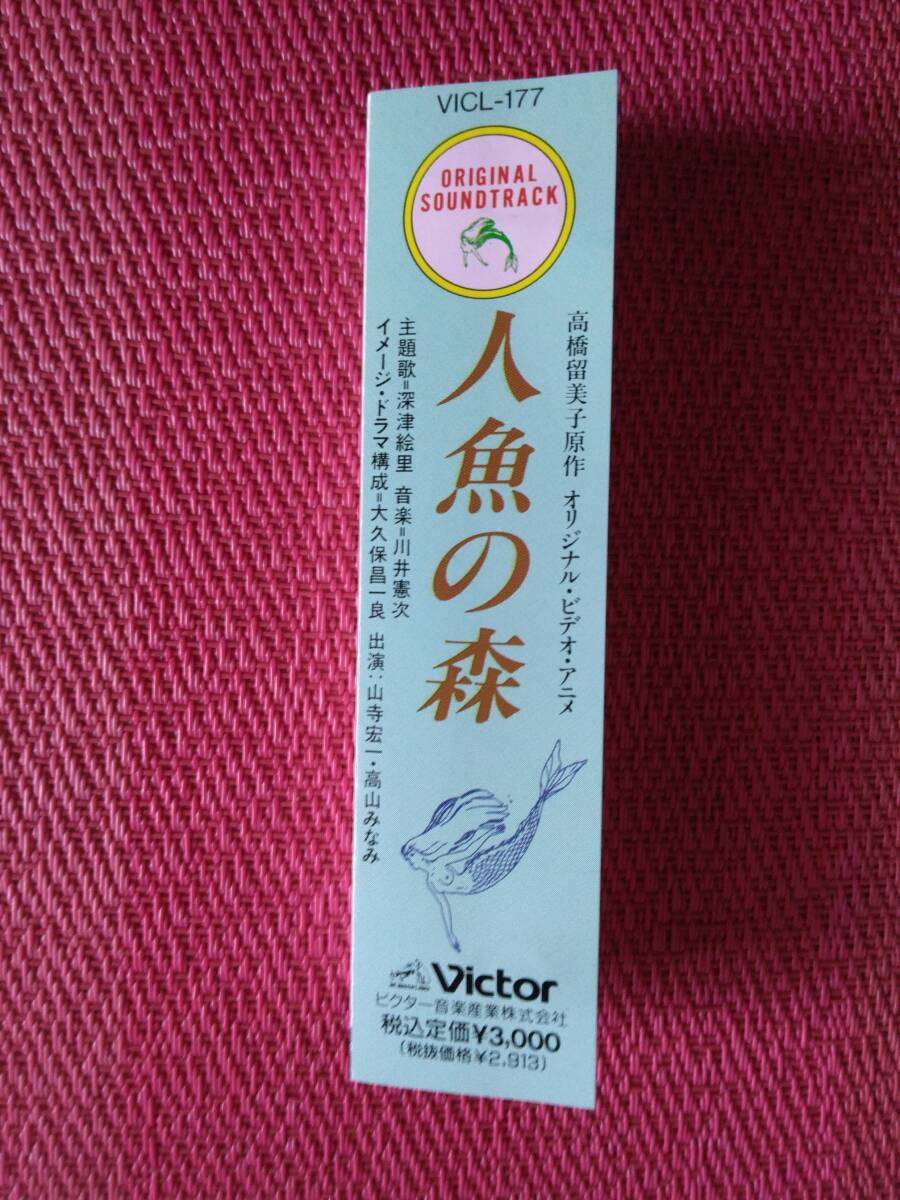 VICL-177
ORIGINAL
SOUNDTRACK
高橋留美子原作 オリジナル・ビデオ・アニメ
人魚の森
主題歌=深津絵里 音楽=川井憲次
イメージ・ドラマ構成=大久保昌一良 出演:山寺宏一・高山みなみ
Victor
ビクター音楽産業株式会社
税込定価¥3,000
(税抜価格¥2,913)